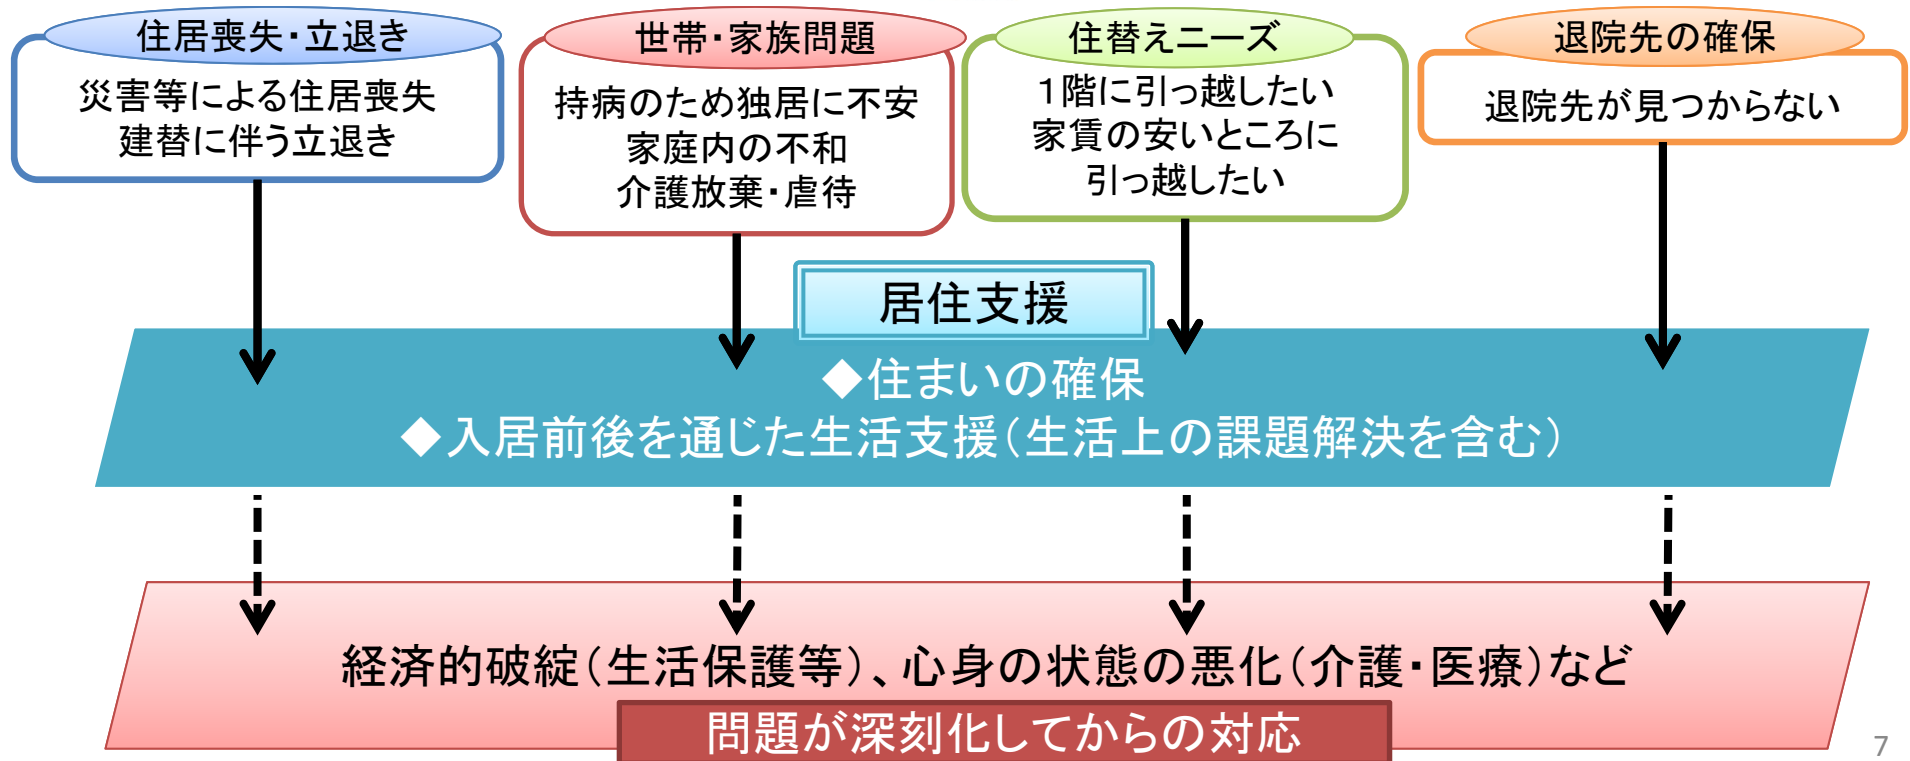 住居喪失・立退き
災害等による住居喪失
建替に伴う立退き
世帯・家族問題
持病のため独居に不安
家庭内の不和
介護放棄・虐待
住替えニーズ
１階に引っ越したい
家賃の安いところに
引っ越したい
退院先の確保
退院先が見つからない
居住支援
◆住まいの確保
◆入居前後を通じた生活支援（生活上の課題解決を含む）
経済的破綻（生活保護等）、心身の状態の悪化（介護・医療）など
問題が深刻化してからの対応
7